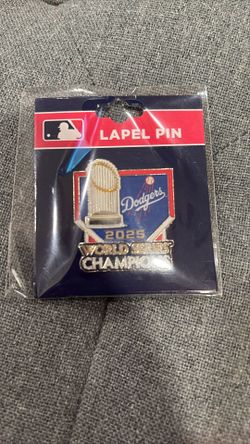 LAPEL PIN
Dodgers
2025
WORLD SERIES
CHAMPIONS